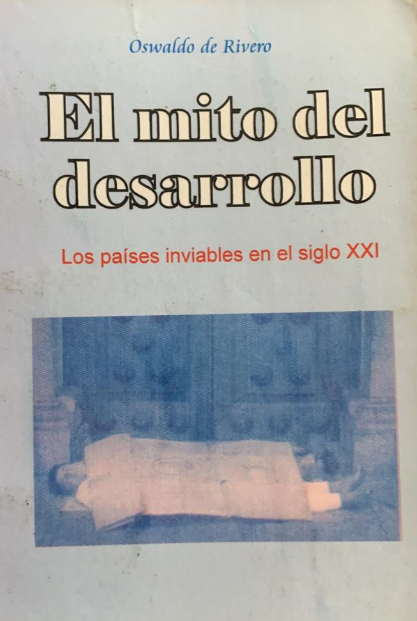 Oswaldo de Rivero
El mito del
desarrollo
Los países inviables en el siglo XXI